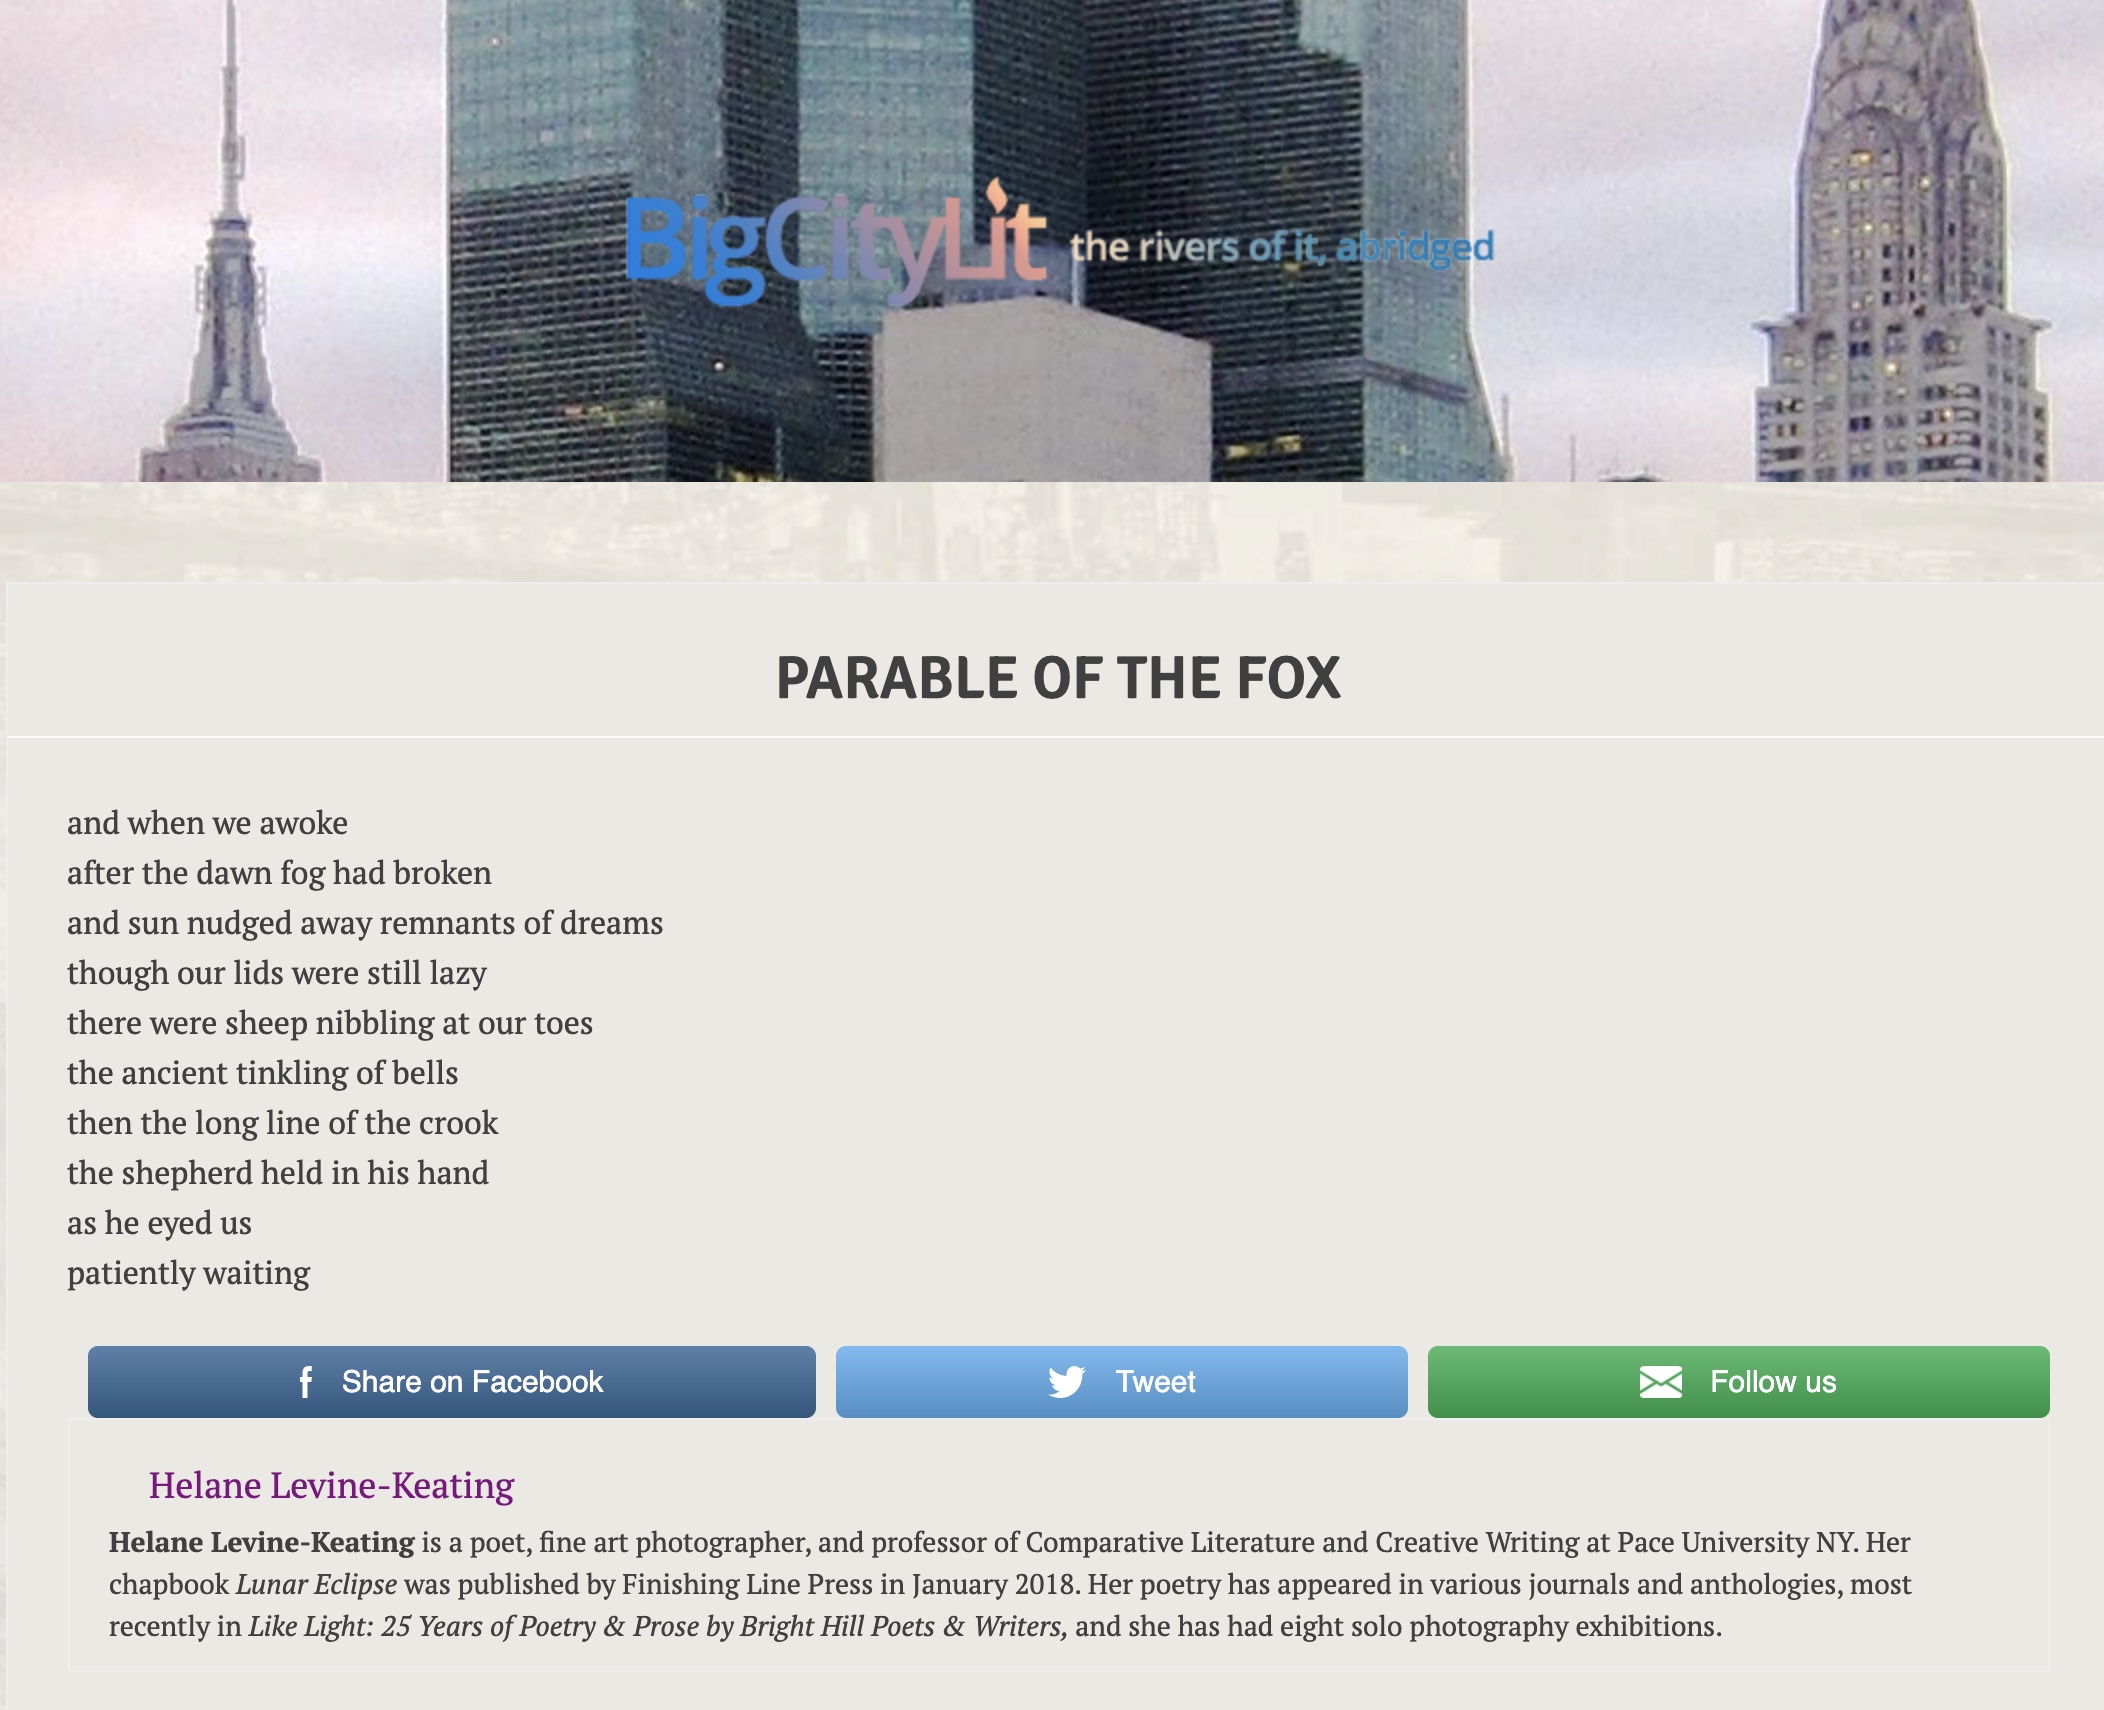 BigCityLit the rivers of it, abridged
PARABLE OF THE FOX
and when we awoke
after the dawn fog had broken
and sun nudged away remnants of dreams
though our lids were still lazy
there were sheep nibbling at our toes
the ancient tinkling of bells
then the long line of the crook
the shepherd held in his hand
as he eyed us
patiently waiting
Share on Facebook Tweet Follow us
Helane Levine-Keating
Helane Levine-Keating is a poet, fine art photographer, and professor of Comparative Literature and Creative Writing at Pace University NY. Her
chapbook Lunar Eclipse was published by Finishing Line Press in January 2018. Her poetry has appeared in various journals and anthologies, most
recently in Like Light: 25 Years of Poetry & Prose by Bright Hill Poets & Writers, and she has had eight solo photography exhibitions.